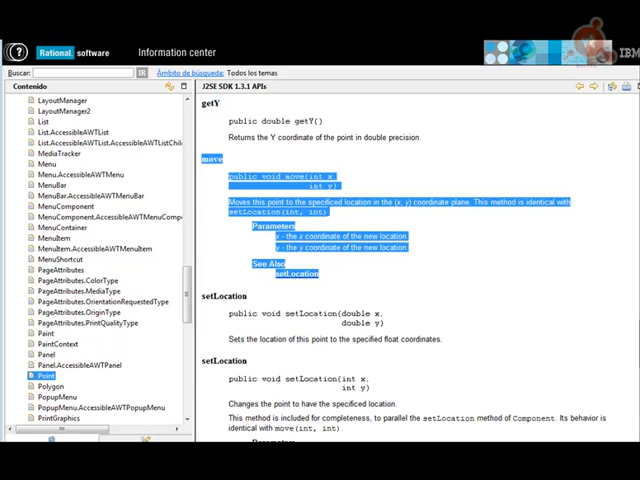 Rational. software Information center IBM
Buscar: IR Ámbito de búsqueda: Todos los temas
Contenido
J2SE SDK 1.3.1 APIs
LayoutManager
LayoutManager2
List
List.AccessibleAWTList
List.AccessibleAWTListChil
MediaTracker
Menu
Menu.AccessibleAWTMenu
MenuBar
MenuBar.AccessibleAWTMenuBar
MenuComponent
MenuComponent.AccessibleAWTMenuCompo
MenuContainer
MenuItem
MenuItem.AccessibleAWTMenuItem
MenuShortcut
PageAttributes
PageAttributes.ColorType
PageAttributes.MediaType
PageAttributes.OrientationRequestedType
PageAttributes.OriginType
PageAttributes.PrintQualityType
Paint
PaintContext
Panel
Panel.AccessibleAWTPanel
Point
Polygon
PopupMenu
PopupMenu.AccessibleAWTPopupMenu
PrintGraphics
getY
public double getY()
Returns the Y coordinate of the point in double precision.
move
public void move(int x,
int y)
Moves this point to the specificed location in the (x, y) coordinate plane. This method is identical with
setLocation(int, int).
Parameters
x - the x coordinate of the new location
y - the y coordinate of the new location
See Also
setLocation
setLocation
public void setLocation(double x,
double y)
Sets the location of this point to the specified float coordinates.
setLocation
public void setLocation(int x,
int y)
Changes the point to have the specificed location.
This method is included for completeness, to parallel the setLocation method of Component. Its behavior is
identical with move(int, int).
Parameters